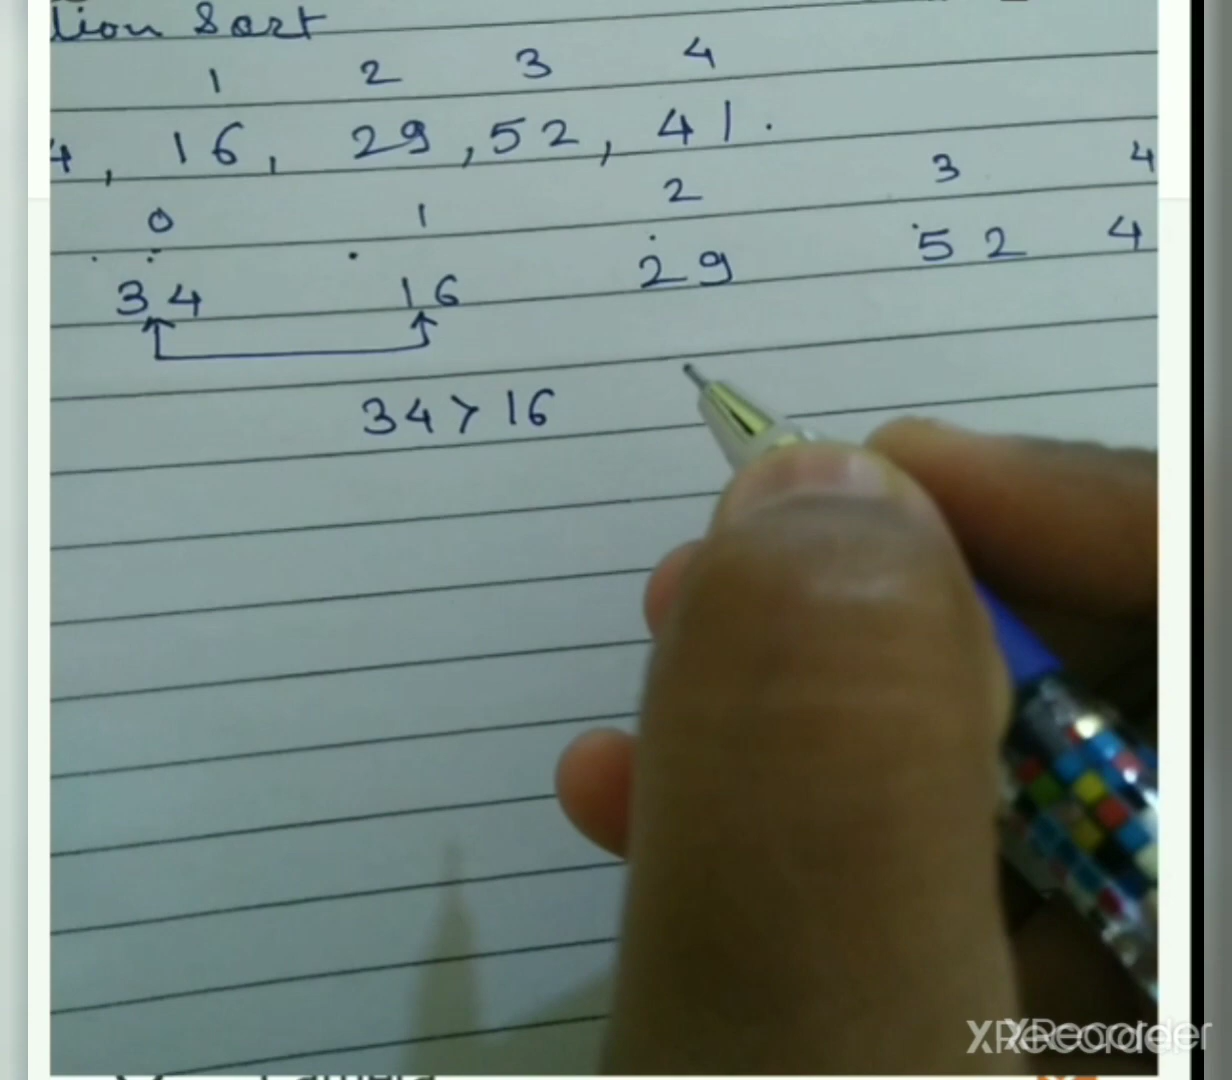 tion Sort
1 2 3 4
4, 16, 29, 52, 41.
0 1 2 3 4
34 16 29 52 4
34 > 16
XRecorder